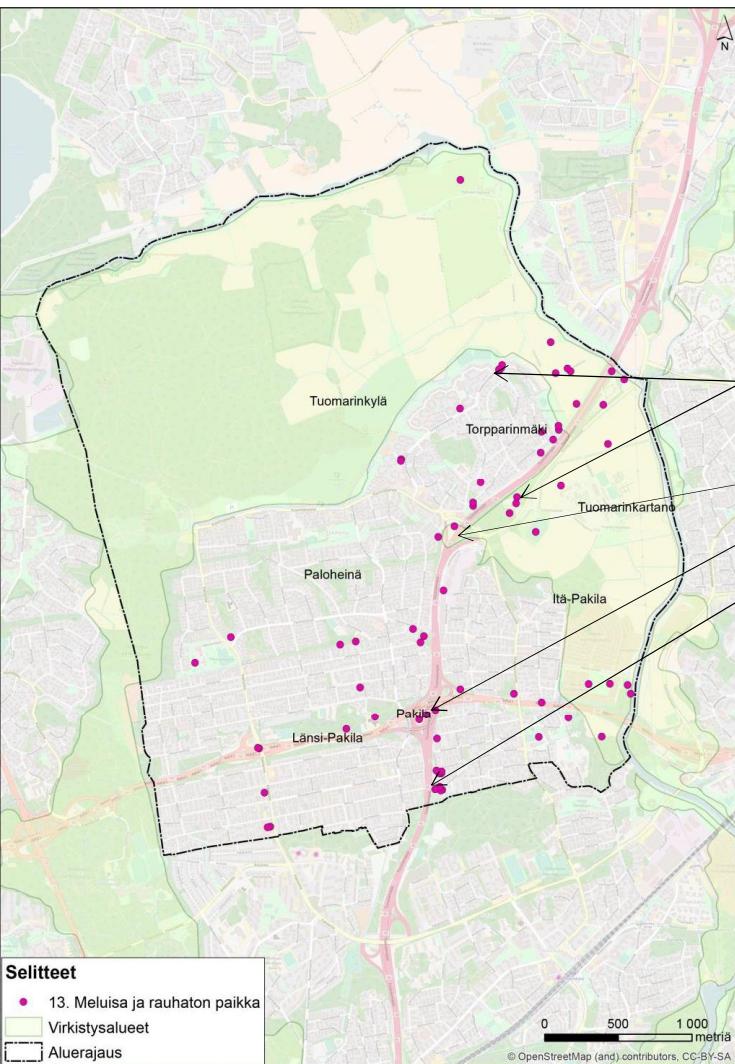 N
Tuomarinkylä
Torpparinmäki
Tuomarinkartano
Paloheinä
Itä-Pakila
Pakila
Länsi-Pakila
Selitteet
13. Meluisa ja rauhaton paikka
Virkistysalueet
Aluerajaus
0 500 1 000
metriä
© OpenStreetMap (and) contributors, CC-BY-SA